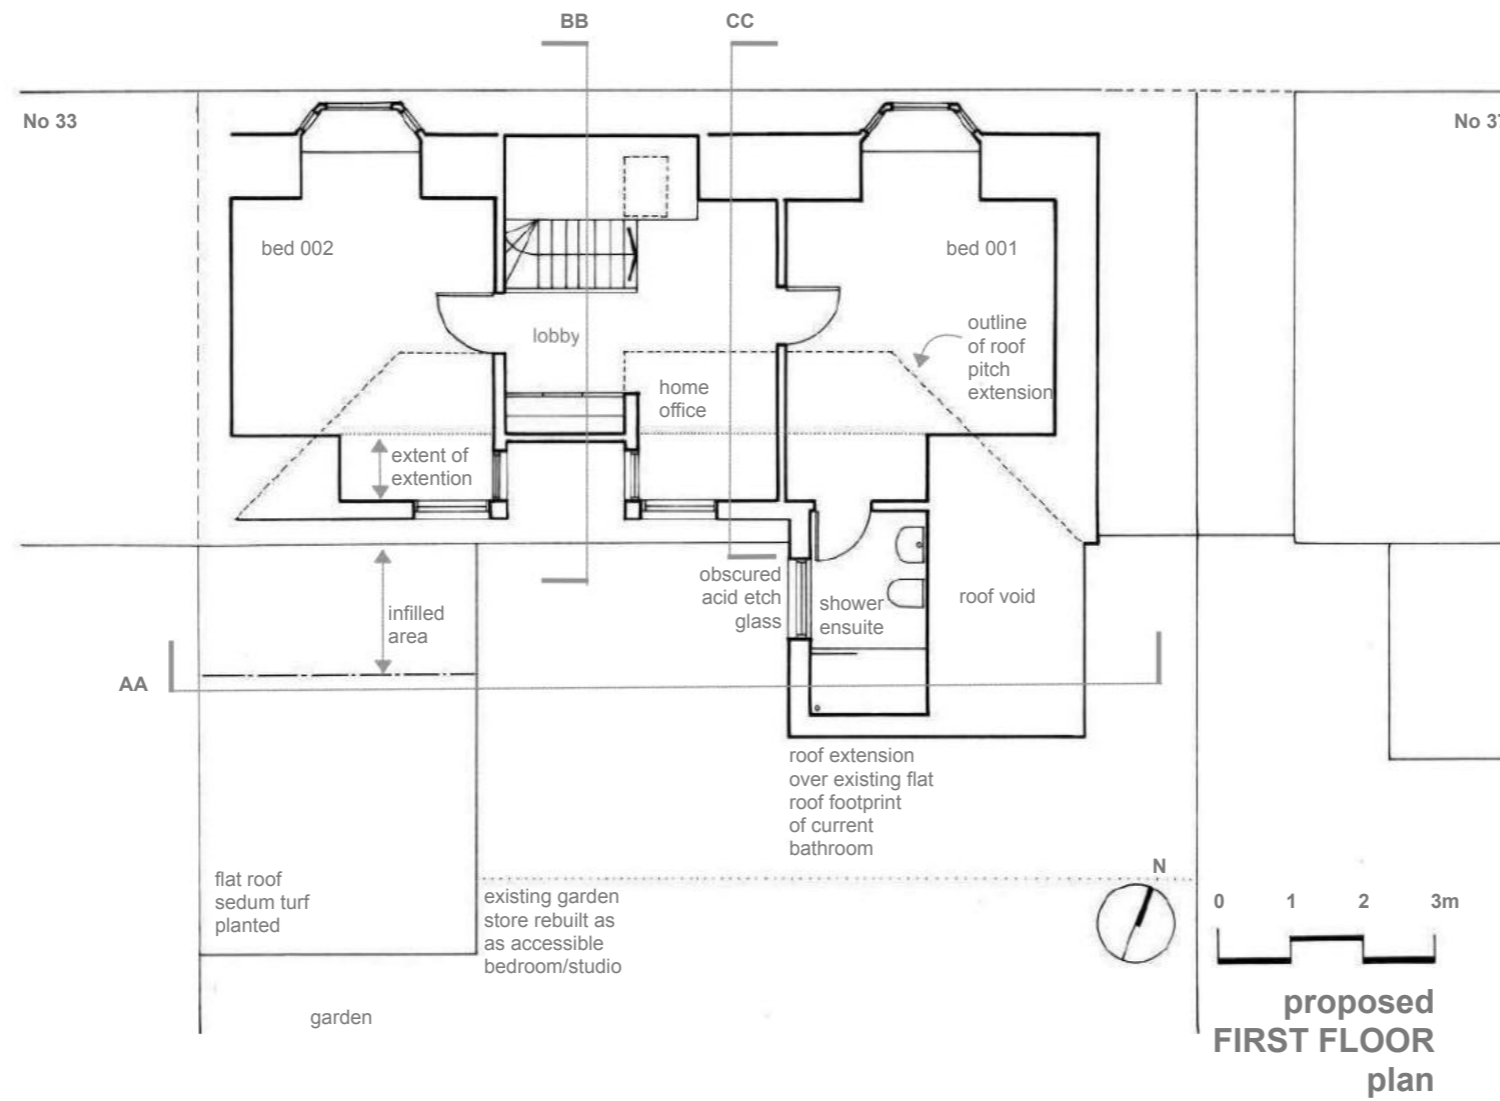 BB
CC
No 33
No 37
bed 002
bed 001
lobby
outline
of roof
pitch
extension
home
office
extent of
extention
obscured
acid etch
glass
shower
ensuite
roof void
infilled
area
AA
roof extension
over existing flat
roof footprint
of current
bathroom
flat roof
sedum turf
planted
existing garden
store rebuilt as
as accessible
bedroom/studio
garden
N
0 1 2 3m
proposed
FIRST FLOOR
plan